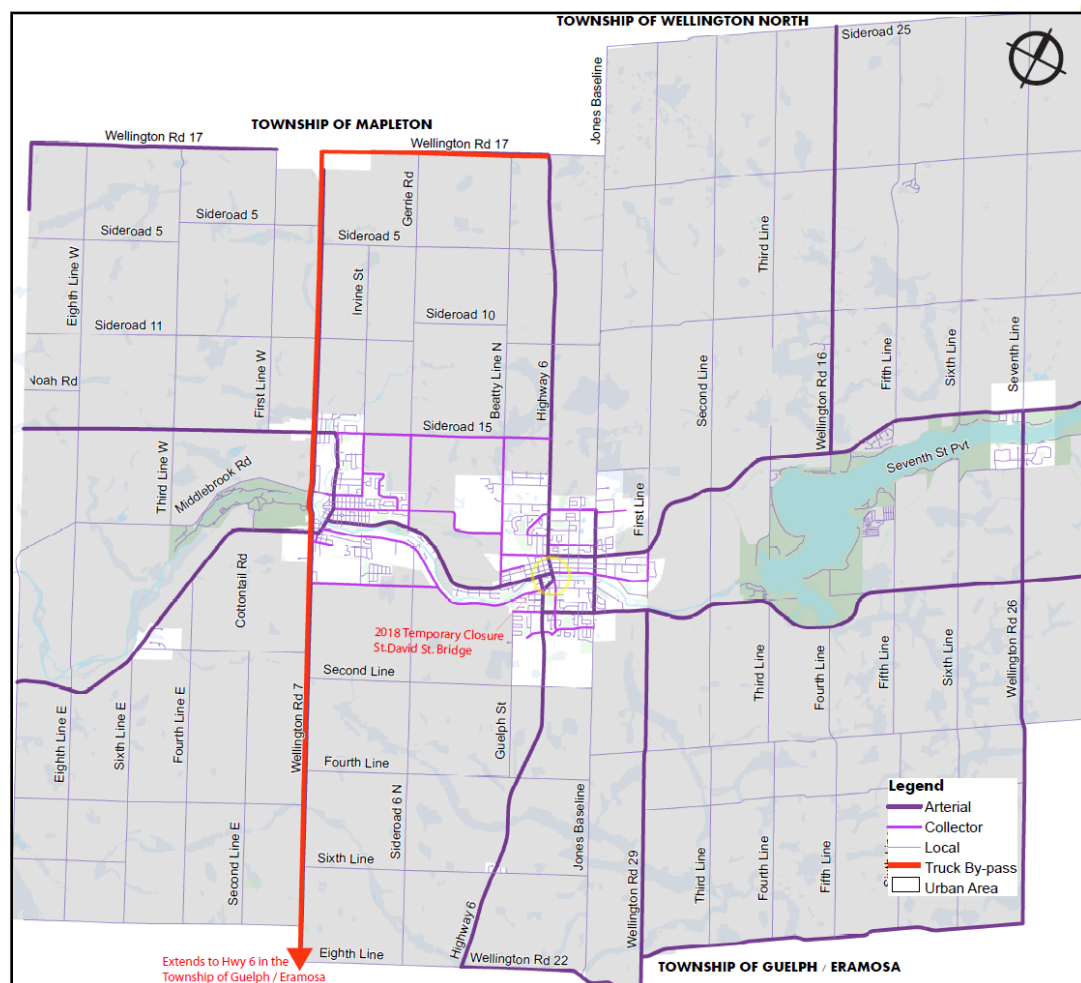 TOWNSHIP OF WELLINGTON NORTH
Sideroad 25
Jones Baseline
TOWNSHIP OF MAPLETON
Wellington Rd 17
Wellington Rd 17
Gerrie Rd
Sideroad 5
Sideroad 5
Sideroad 5
Eighth Line W
Irvine St
Third Line
Sideroad 10
Sideroad 11
Noah Rd
First Line W
Beatty Line N
Highway 6
Second Line
Wellington Rd 16
Fifth Line
Sixth Line
Seventh Line
Sideroad 15
Third Line W
Middlebrook Rd
Seventh St Pvt
First Line
Cottontail Rd
2018 Temporary Closure
St.David St. Bridge
Second Line
Third Line
Fourth Line
Fifth Line
Sixth Line
Wellington Rd 26
Eighth Line E
Sixth Line E
Fourth Line E
Wellington Rd 7
Guelph St
Fourth Line
Sideroad 6 N
Jones Baseline
Second Line E
Sixth Line
Wellington Rd 29
Third Line
Fourth Line
Fifth Line
Legend
Arterial
Collector
Local
Truck By-pass
Urban Area
Highway 6
Eighth Line
Wellington Rd 22
Extends to Hwy 6 in the
Township of Guelph / Eramosa
TOWNSHIP OF GUELPH / ERAMOSA